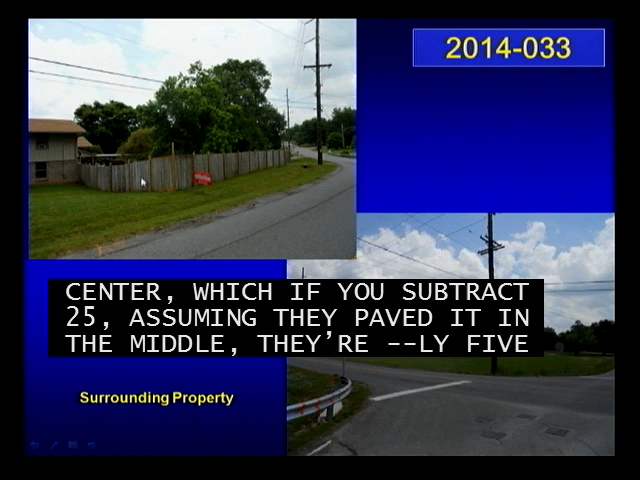 2014-033
CENTER, WHICH IF YOU SUBTRACT
25, ASSUMING THEY PAVED IT IN
THE MIDDLE, THEY'RE --LY FIVE
Surrounding Property